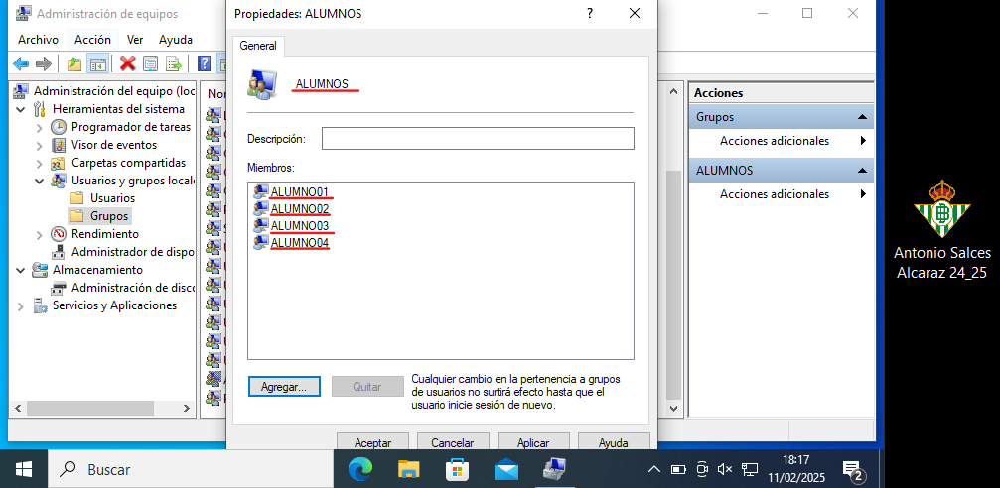 Administración de equipos
Archivo Acción Ver Ayuda
Administración del equipo (loc
Herramientas del sistema
Programador de tareas
Visor de eventos
Carpetas compartidas
Usuarios y grupos locale
Usuarios
Grupos
Rendimiento
Administrador de dispo
Almacenamiento
Administración de disco
Servicios y Aplicaciones
Propiedades: ALUMNOS
General
ALUMNOS
Descripción:
Miembros:
ALUMNO01
ALUMNO02
ALUMNO03
ALUMNO04
Agregar...
Quitar
Cualquier cambio en la pertenencia a grupos
de usuarios no surtirá efecto hasta que el
usuario inicie sesión de nuevo.
Aceptar Cancelar Aplicar Ayuda
Acciones
Grupos
Acciones adicionales
ALUMNOS
Acciones adicionales
Antonio Salces
Alcaraz 24_25
Buscar
18:17
11/02/2025
2